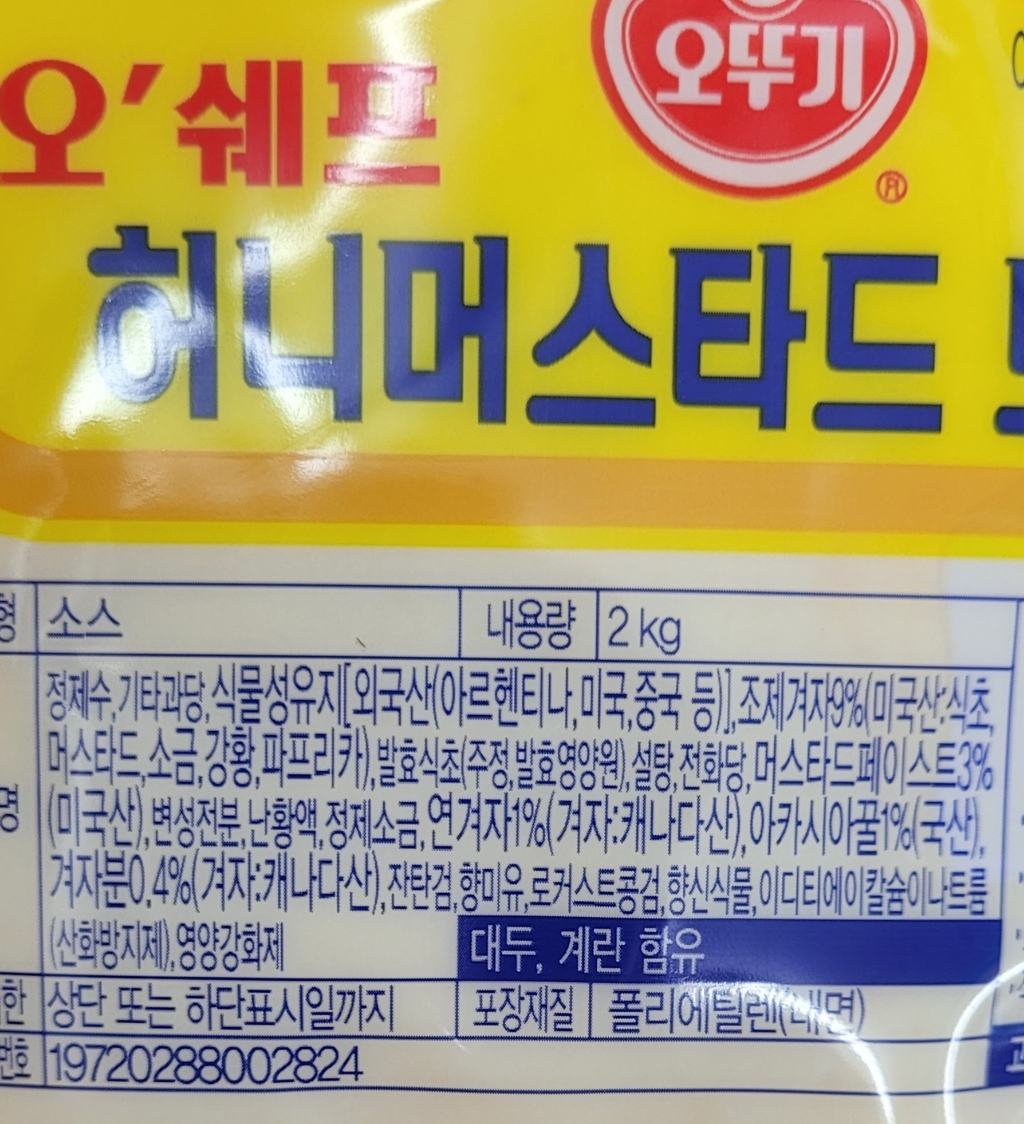 오뚜기
오'쉐프
®
허니머스타드
형 소스 내용량 2 kg
정제수,기타과당,식물성유지[외국산(아르헨티나,미국,중국 등)],조제겨자9%(미국산:식초,
머스타드,소금,강황,파프리카),발효식초(주정,발효영양원),설탕,전화당,머스타드페이스트3%
명 (미국산),변성전분,난황액,정제소금,연겨자1%(겨자:캐나다산),아카시아꿀1%(국산),
겨자분0.4%(겨자:캐나다산),잔탄검,향미유,로커스트콩검,향신식물,이디티에이칼슘이나트륨
(산화방지제),영양강화제 대두, 계란 함유
한 상단 또는 하단표시일까지 포장재질 폴리에틸렌(내면)
번호 19720288002824